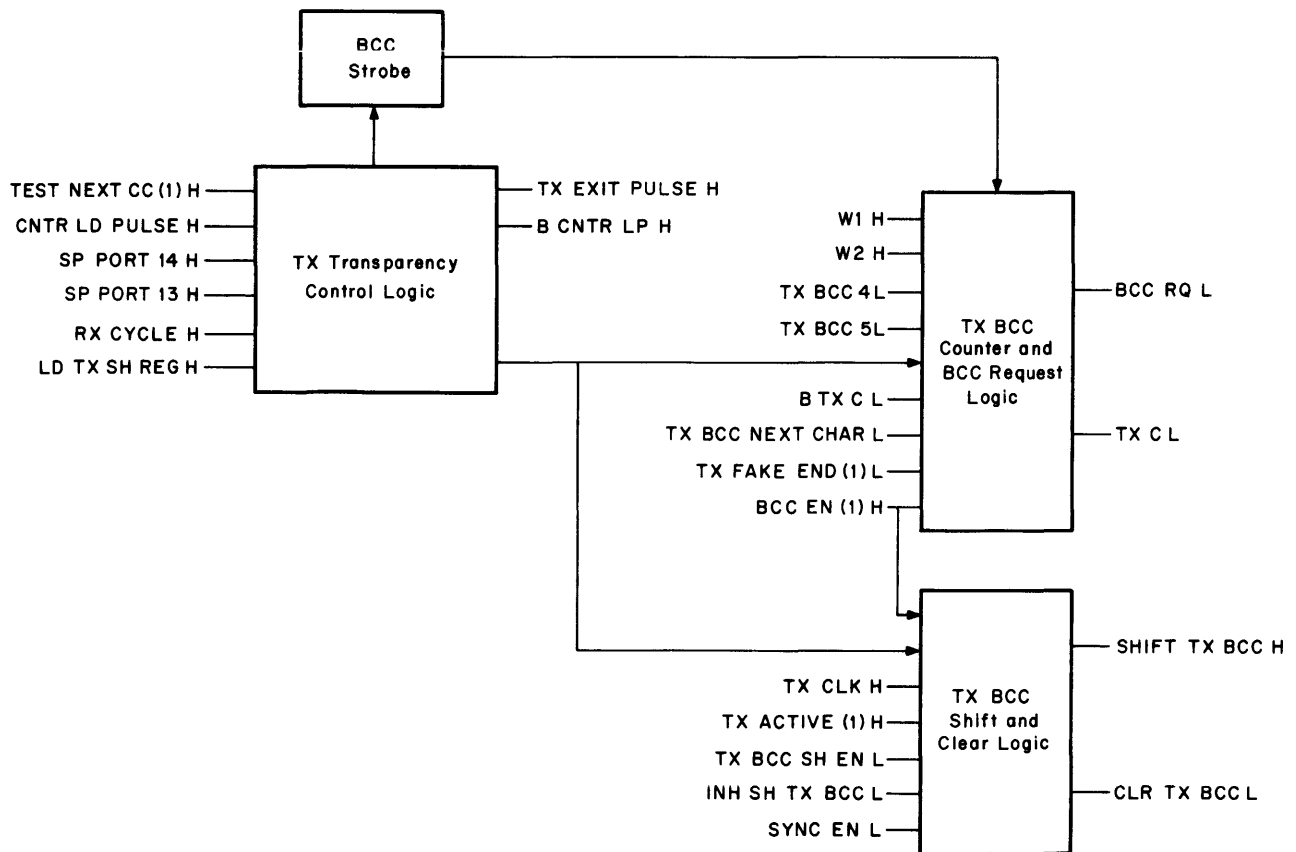 BCC
Strobe
TEST NEXT CC (1) H
CNTR LD PULSE H
SP PORT 14 H
SP PORT 13 H
RX CYCLE H
LD TX SH REG H
TX Transparency
Control Logic
TX EXIT PULSE H
B CNTR LP H
W1 H
W2 H
TX BCC 4L
TX BCC 5L
B TX C L
TX BCC NEXT CHAR L
TX FAKE END (1) L
BCC EN (1) H
TX BCC
Counter and
BCC Request
Logic
BCC RQ L
TX C L
TX CLK H
TX ACTIVE (1) H
TX BCC SH EN L
INH SH TX BCC L
SYNC EN L
TX BCC
Shift and
Clear Logic
SHIFT TX BCC H
CLR TX BCC L